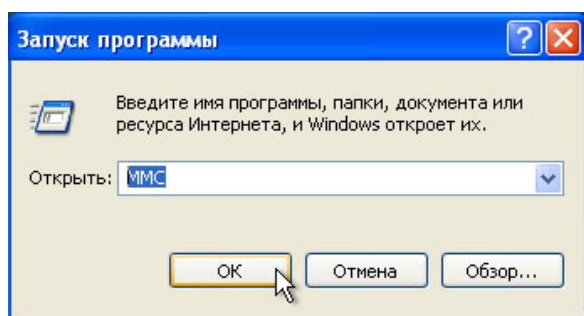 Запуск программы
Введите имя программы, папки, документа или
ресурса Интернета, и Windows откроет их.
Открыть: MMC
OK Отмена Обзор...